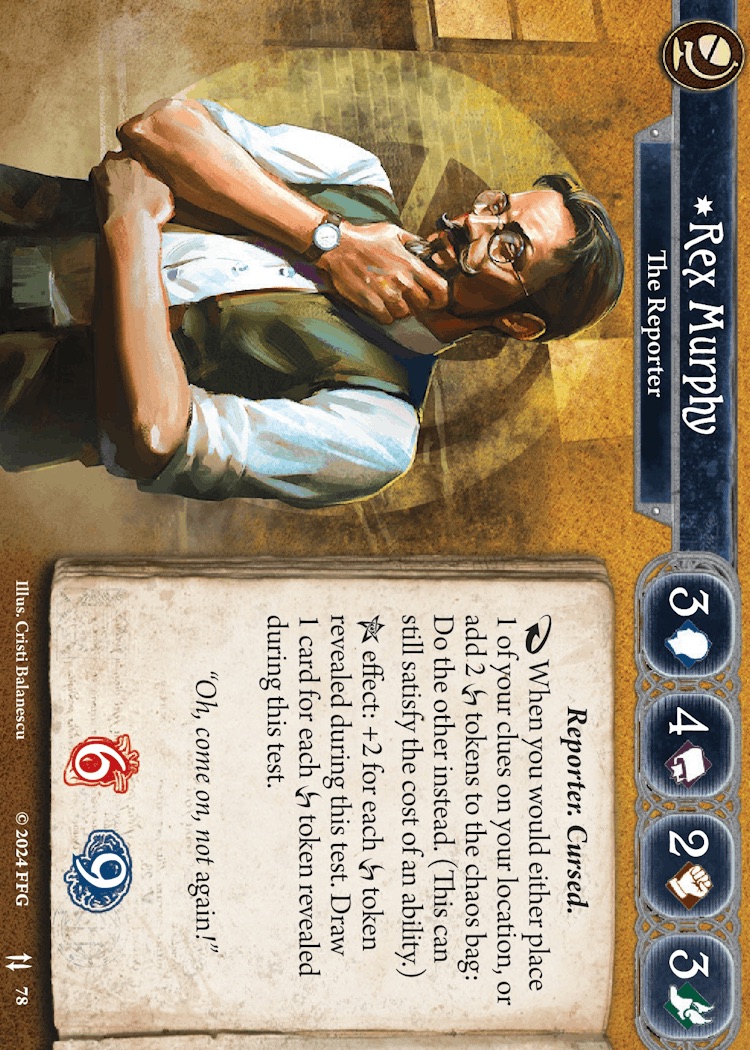 Rex Murphy
The Reporter
3 4 2 3
Reporter. Cursed.
When you would either place
1 of your clues on your location, or
add 2 tokens to the chaos bag:
Do the other instead. (This can
still satisfy the cost of an ability.)
effect: +2 for each token
revealed during this test. Draw
1 card for each token revealed
during this test.
“Oh, come on, not again!”
6 9
Illus. Cristi Balanescu © 2024 FFG 78